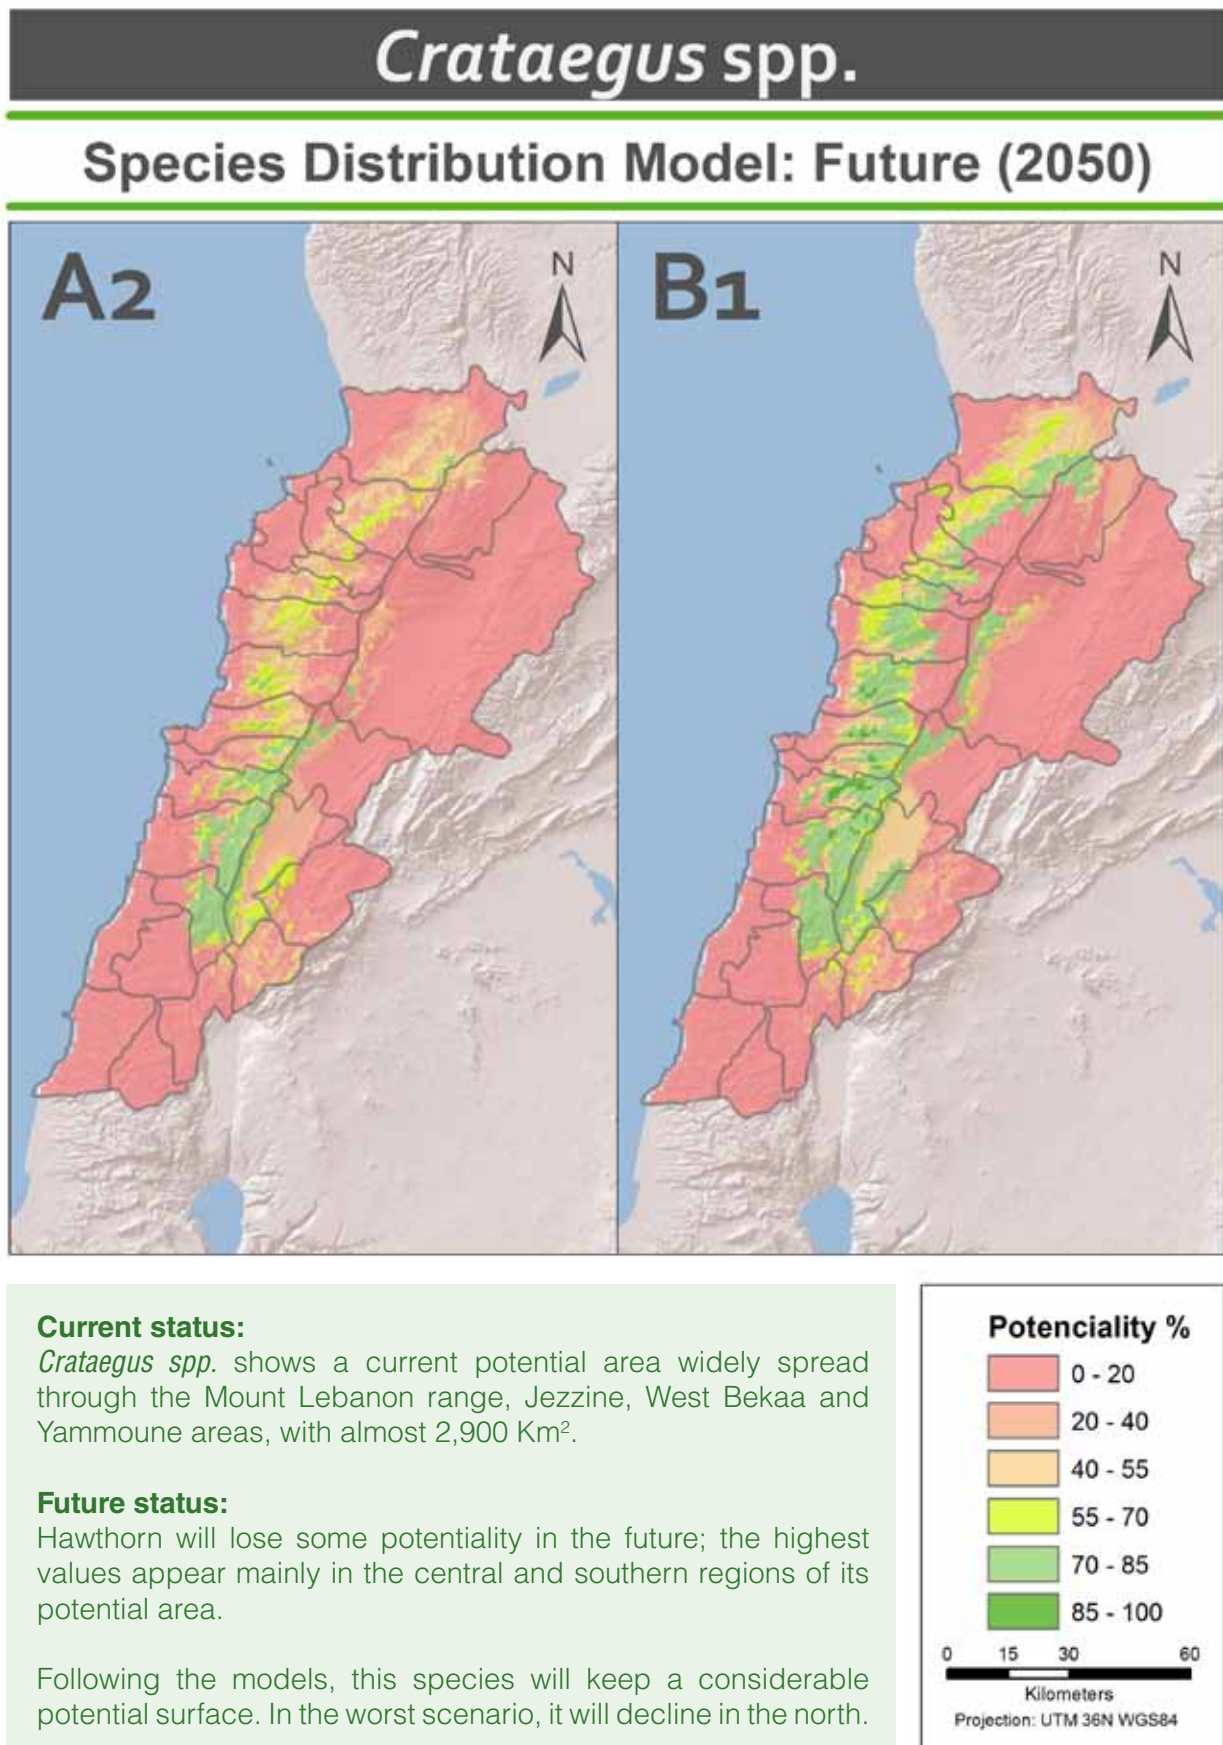 Crataegus spp.
Species Distribution Model: Future (2050)
A2
N
B1
N
Current status:
Crataegus spp. shows a current potential area widely spread
through the Mount Lebanon range, Jezzine, West Bekaa and
Yammoune areas, with almost 2,900 Km².
Future status:
Hawthorn will lose some potentiality in the future; the highest
values appear mainly in the central and southern regions of its
potential area.
Following the models, this species will keep a considerable
potential surface. In the worst scenario, it will decline in the north.
Potenciality %
0 - 20
20 - 40
40 - 55
55 - 70
70 - 85
85 - 100
0 15 30 60
Kilometers
Projection: UTM 36N WGS84